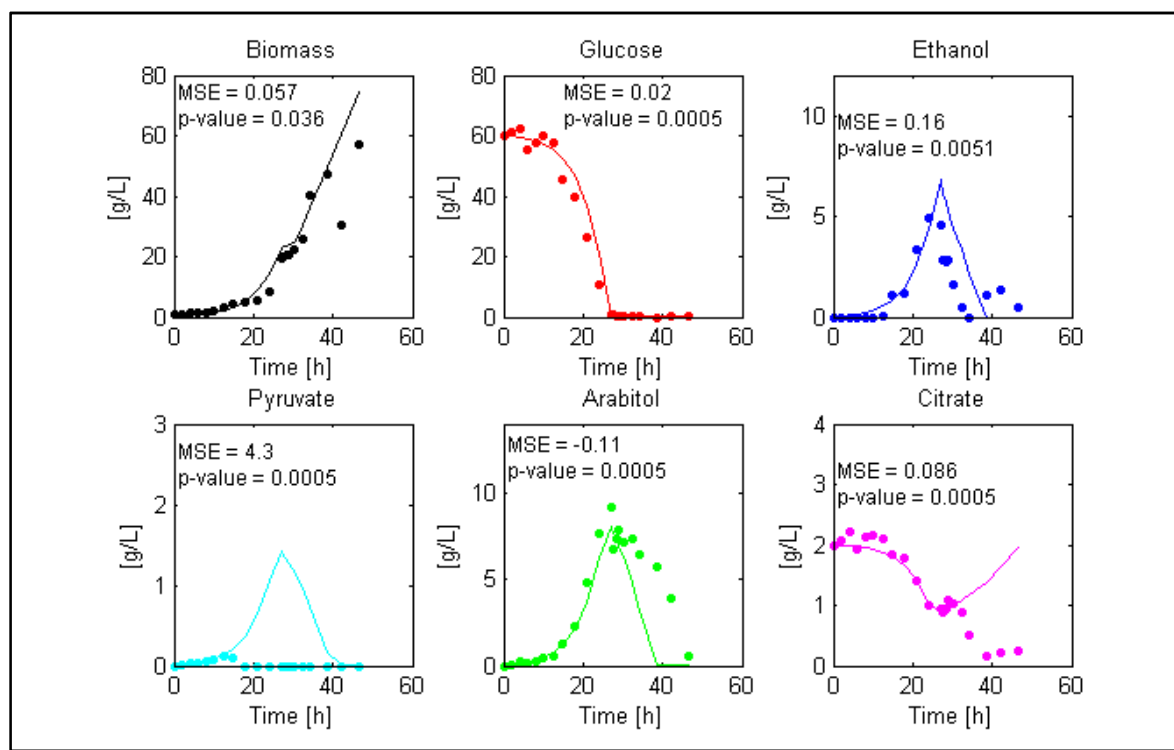 Biomass
MSE = 0.057
p-value = 0.036
80
60
40
20
0
[g/L]
0 20 40 60
Time [h]
Glucose
MSE = 0.02
p-value = 0.0005
80
60
40
20
0
[g/L]
0 20 40 60
Time [h]
Ethanol
MSE = 0.16
p-value = 0.0051
10
5
0
[g/L]
0 20 40 60
Time [h]
Pyruvate
MSE = 4.3
p-value = 0.0005
3
2
1
0
[g/L]
0 20 40 60
Time [h]
Arabitol
MSE = -0.11
p-value = 0.0005
10
5
0
[g/L]
0 20 40 60
Time [h]
Citrate
MSE = 0.086
p-value = 0.0005
4
3
2
1
0
[g/L]
0 20 40 60
Time [h]